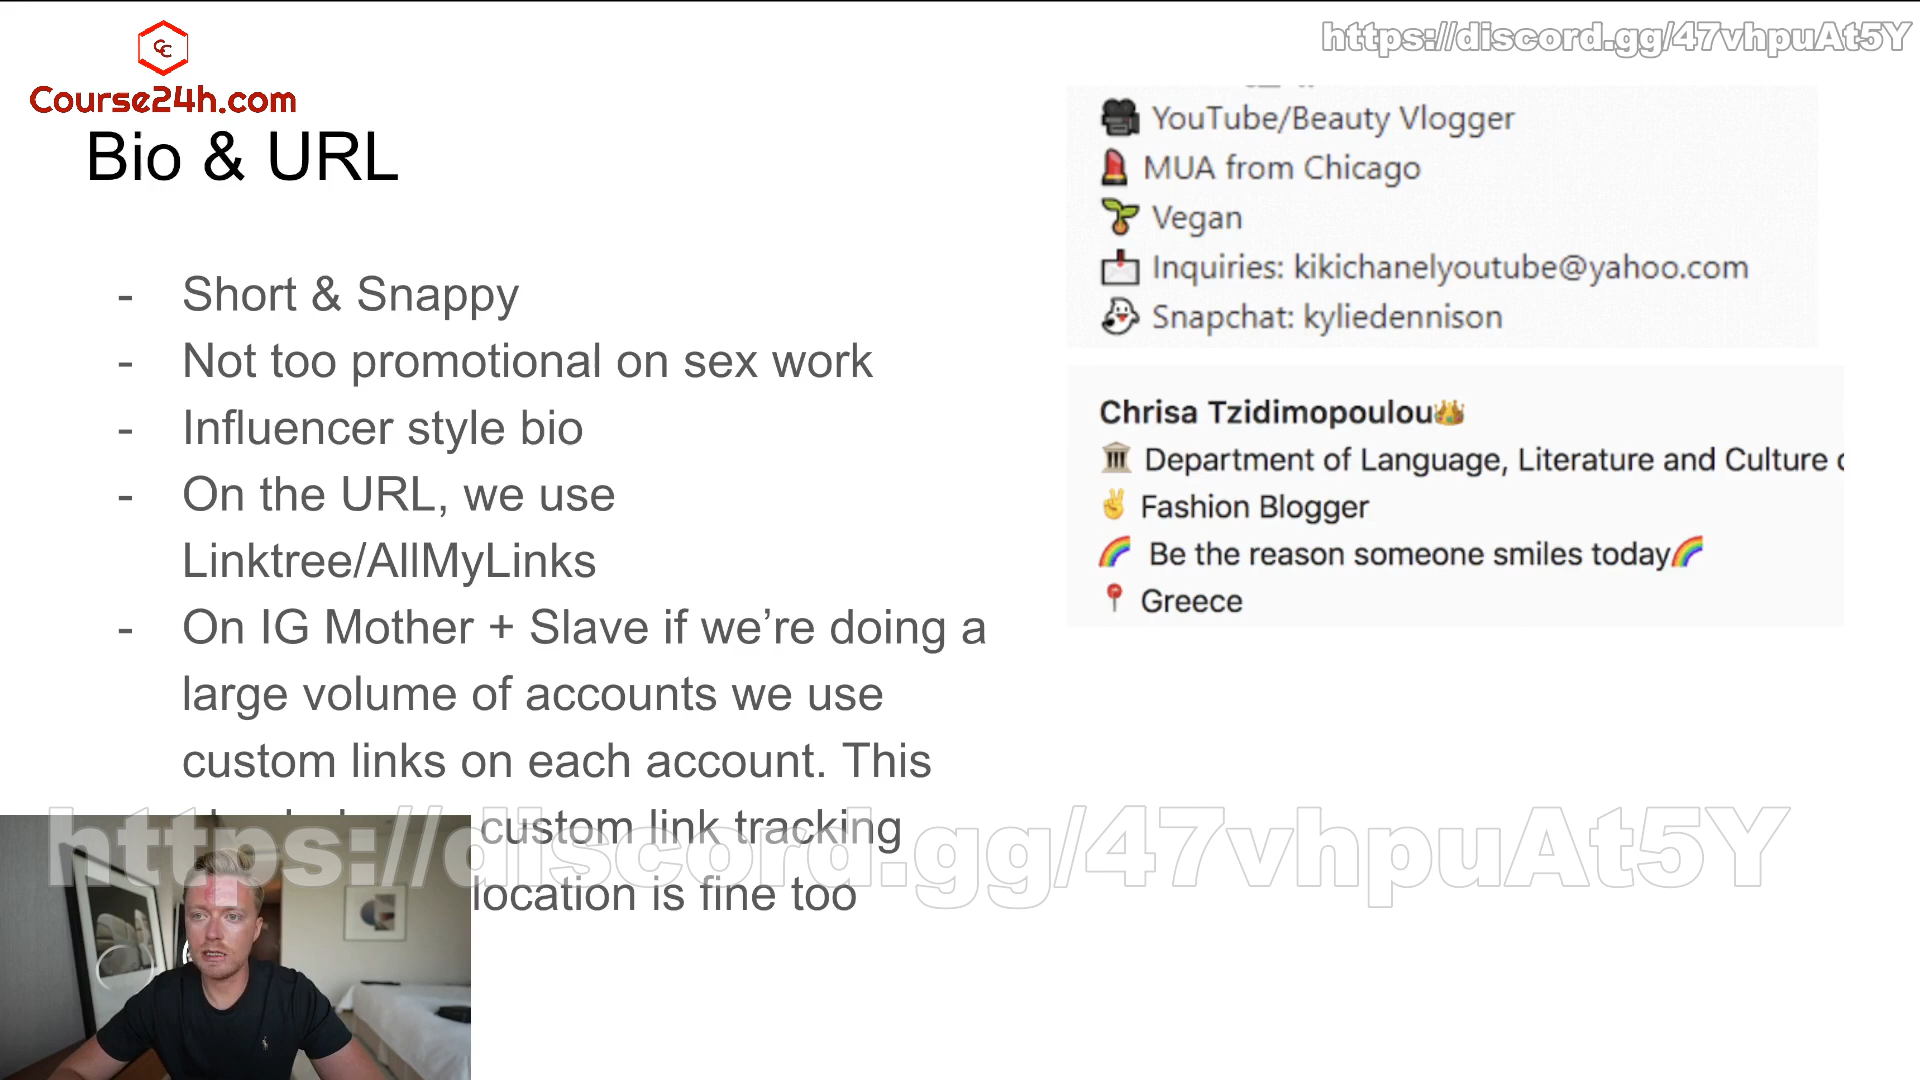 https://discord.gg/47vhpuAt5Y
CC
Course24h.com
Bio & URL
- Short & Snappy
- Not too promotional on sex work
- Influencer style bio
- On the URL, we use
Linktree/AllMyLinks
- On IG Mother + Slave if we’re doing a
large volume of accounts we use
custom links on each account. This
custom link tracking
location is fine too
YouTube/Beauty Vlogger
MUA from Chicago
Vegan
Inquiries: kikichanelyoutube@yahoo.com
Snapchat: kyliedennison
Chrisa Tzidimopoulou
Department of Language, Literature and Culture
Fashion Blogger
Be the reason someone smiles today
Greece
https://discord.gg/47vhpuAt5Y